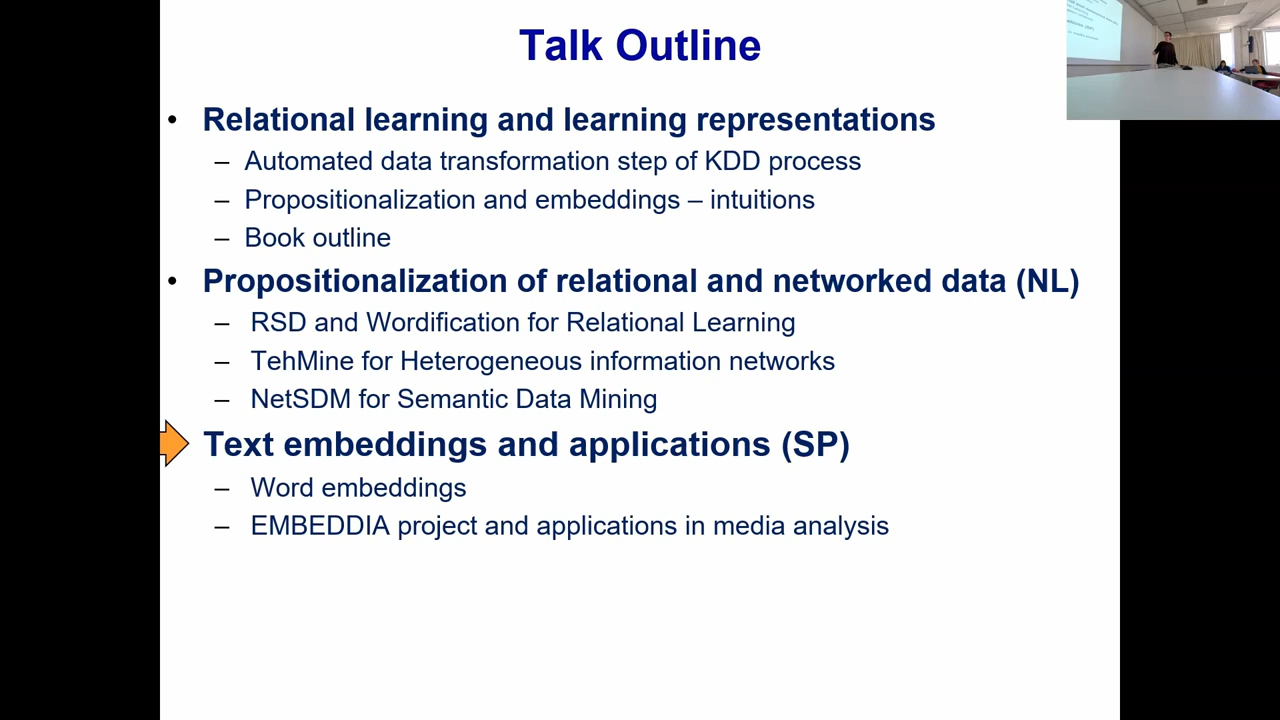 Talk Outline
• Relational learning and learning representations
– Automated data transformation step of KDD process
– Propositionalization and embeddings – intuitions
– Book outline
• Propositionalization of relational and networked data (NL)
– RSD and Wordification for Relational Learning
– TehMine for Heterogeneous information networks
– NetSDM for Semantic Data Mining
Text embeddings and applications (SP)
– Word embeddings
– EMBEDDIA project and applications in media analysis